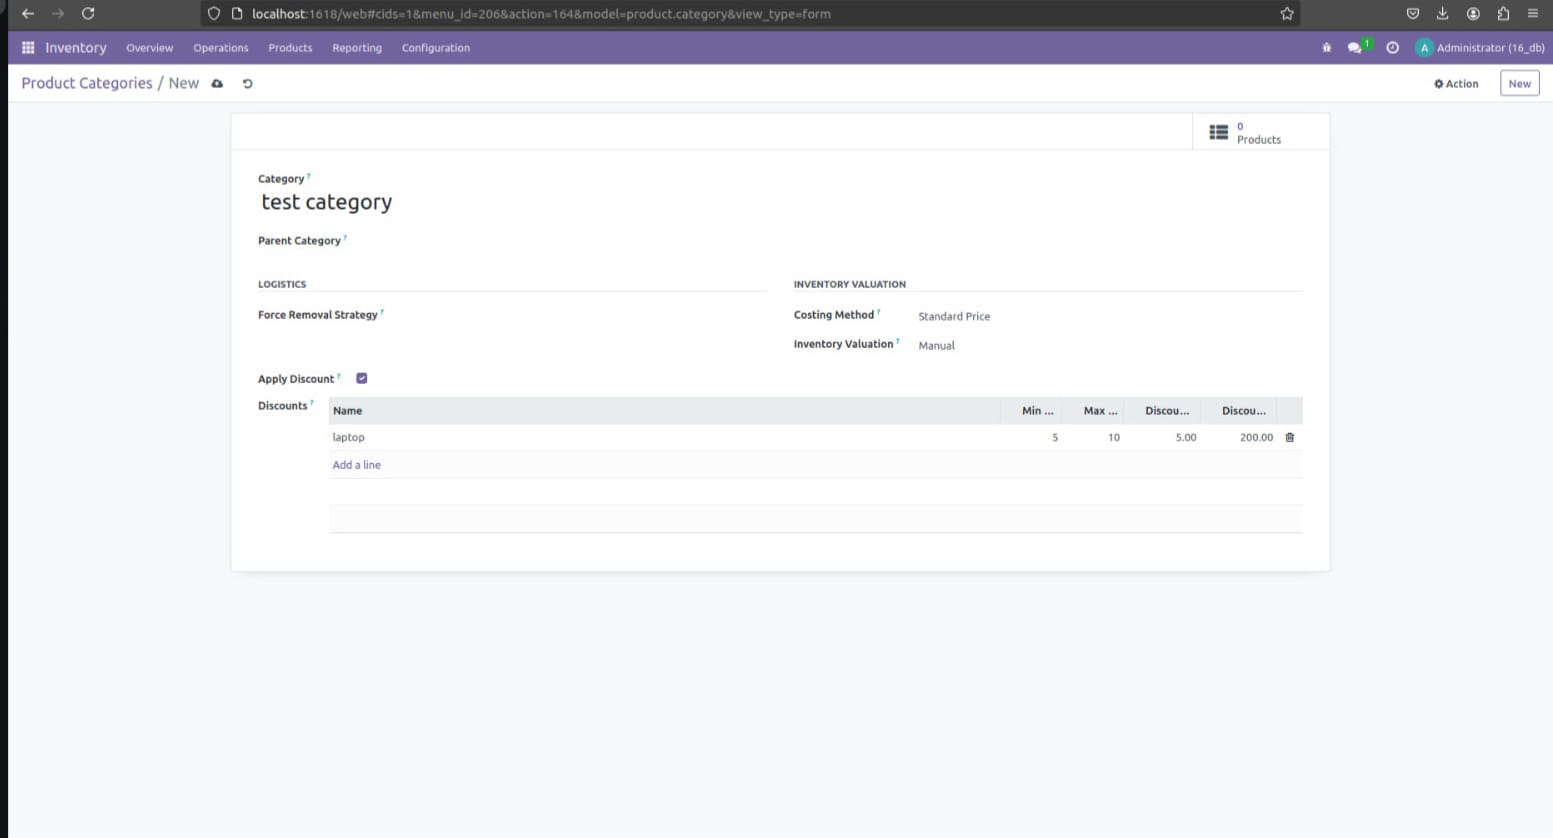 localhost:1618/web#cids=1&menu_id=206&action=164&model=product.category&view_type=form
Inventory Overview Operations Products Reporting Configuration 1 A Administrator (16_db)
Product Categories / New Action New
0
Products
Category ?
test category
Parent Category ?
LOGISTICS INVENTORY VALUATION
Force Removal Strategy ? Costing Method ? Standard Price
Inventory Valuation ? Manual
Apply Discount ?
Discounts ? Name Min ... Max ... Discou... Discou...
laptop 5 10 5.00 200.00
Add a line